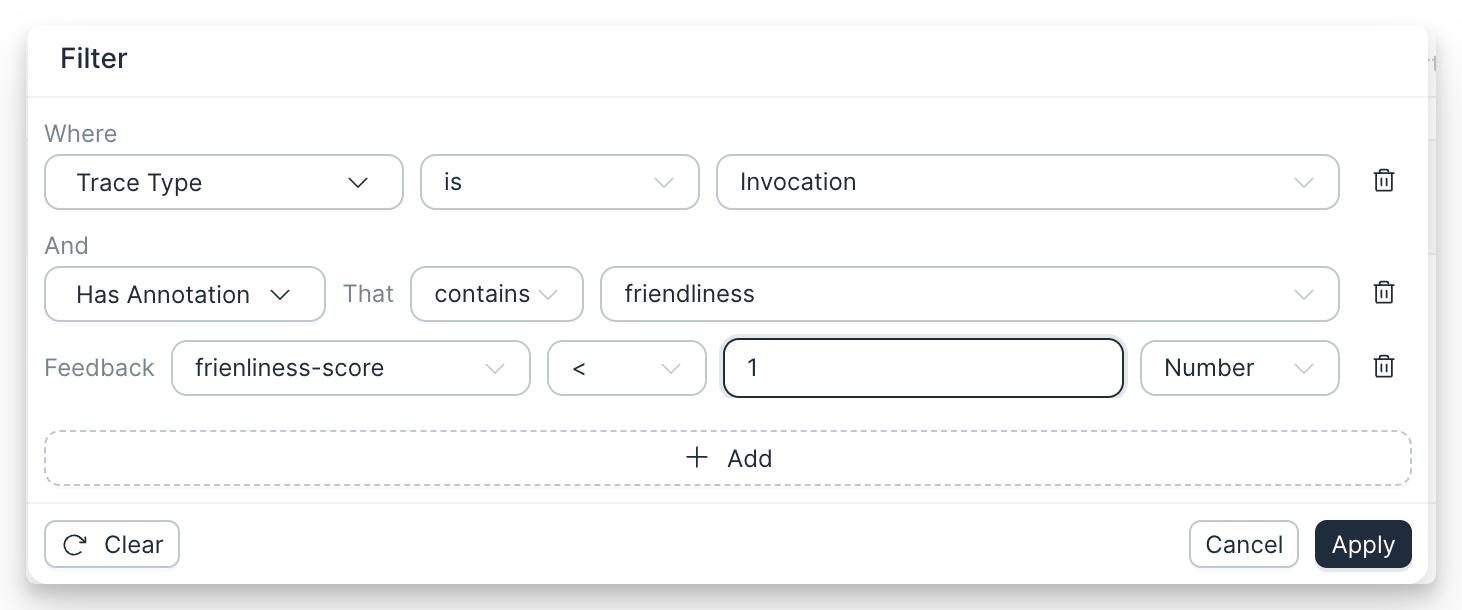 Filter
Where
Trace Type is Invocation
And
Has Annotation That contains friendliness
Feedback frienliness-score < 1 Number
+ Add
Clear Cancel Apply